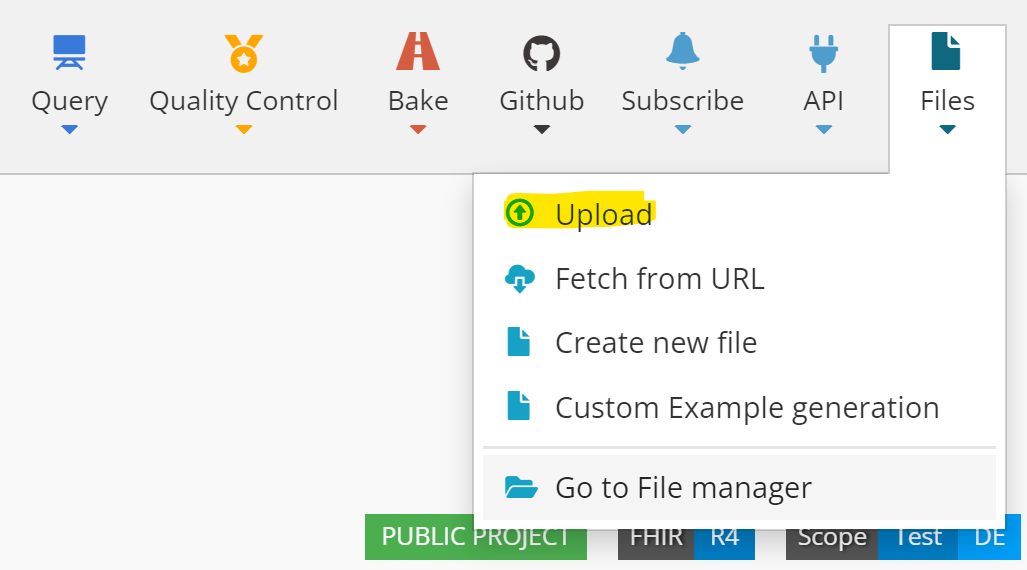 Query Quality Control Bake Github Subscribe API Files
Upload
Fetch from URL
Create new file
Custom Example generation
Go to File manager
PUBLIC PROJECT FHIR R4 Scope Test DE